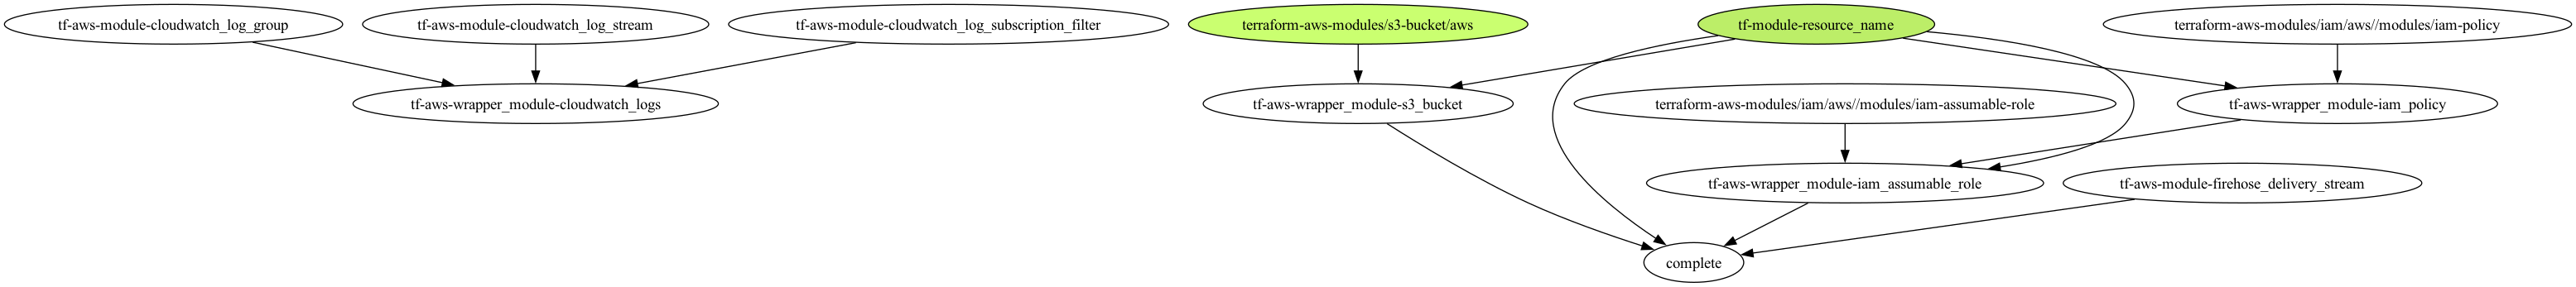 tf-aws-module-cloudwatch_log_group
tf-aws-module-cloudwatch_log_stream
tf-aws-module-cloudwatch_log_subscription_filter
terraform-aws-modules/s3-bucket/aws
tf-module-resource_name
terraform-aws-modules/iam/aws//modules/iam-policy
tf-aws-wrapper_module-cloudwatch_logs
tf-aws-wrapper_module-s3_bucket
terraform-aws-modules/iam/aws//modules/iam-assumable-role
tf-aws-wrapper_module-iam_policy
tf-aws-wrapper_module-iam_assumable_role
tf-aws-module-firehose_delivery_stream
complete